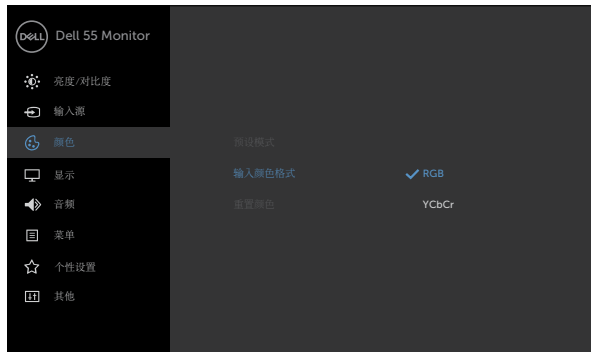 DELL
Dell 55 Monitor
亮度/对比度
输入源
颜色
预设模式
显示
输入颜色格式
RGB
音频
重置颜色
YCbCr
菜单
个性设置
其他